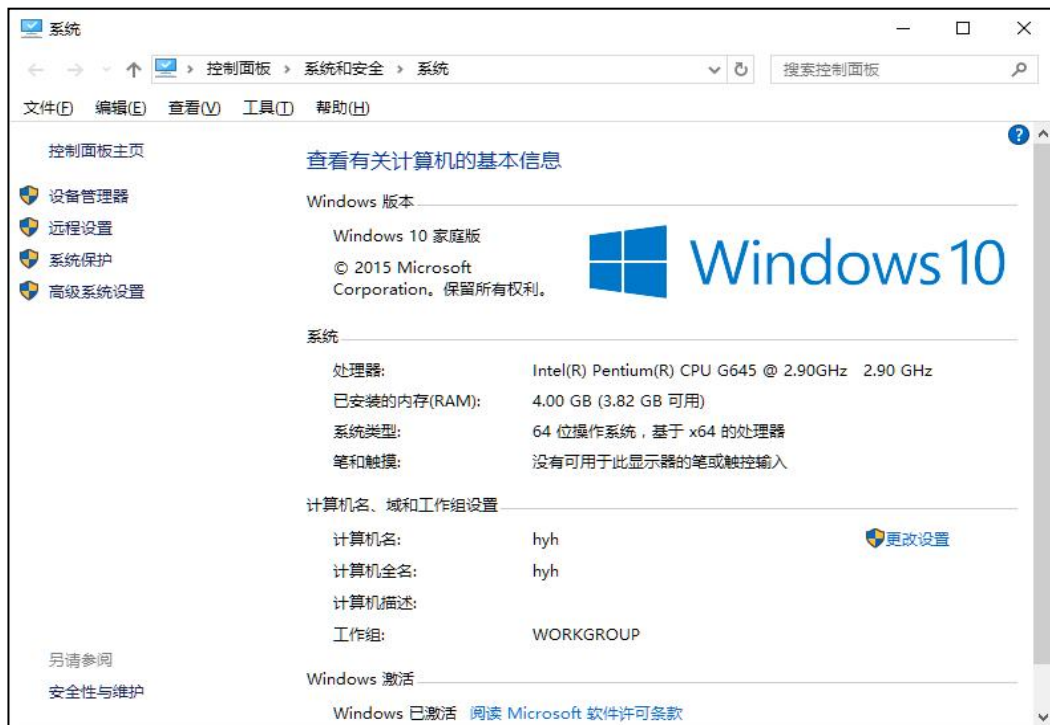 系统
控制面板 › 系统和安全 › 系统
搜索控制面板
文件(F) 编辑(E) 查看(V) 工具(T) 帮助(H)
控制面板主页
设备管理器
远程设置
系统保护
高级系统设置
另请参阅
安全性与维护
查看有关计算机的基本信息
Windows 版本
Windows 10 家庭版
© 2015 Microsoft
Corporation。保留所有权利。
Windows 10
系统
处理器: Intel(R) Pentium(R) CPU G645 @ 2.90GHz 2.90 GHz
已安装的内存(RAM): 4.00 GB (3.82 GB 可用)
系统类型: 64 位操作系统，基于 x64 的处理器
笔和触摸: 没有可用于此显示器的笔或触控输入
计算机名、域和工作组设置
计算机名: hyh 更改设置
计算机全名: hyh
计算机描述:
工作组: WORKGROUP
Windows 激活
Windows 已激活 阅读 Microsoft 软件许可条款